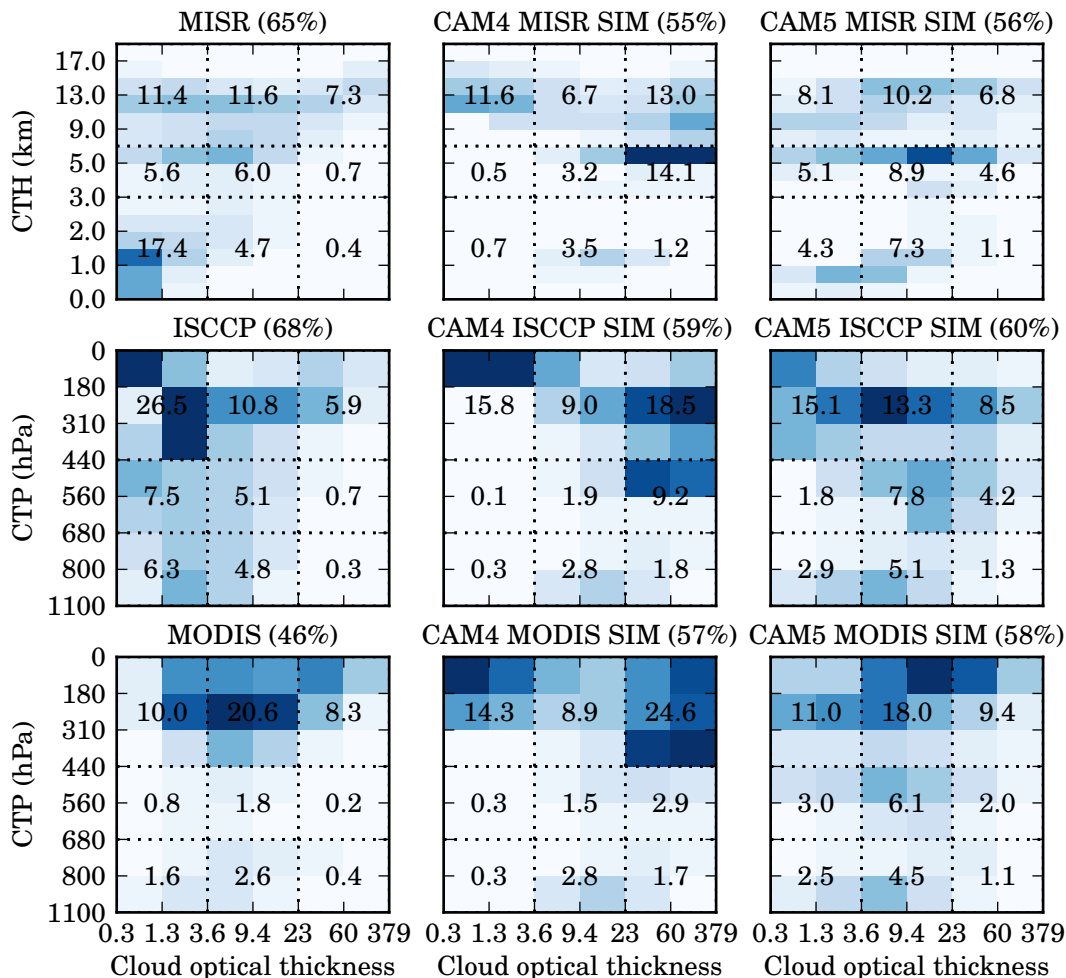 MISR (65%) CAM4 MISR SIM (55%) CAM5 MISR SIM (56%)
CTH (km)
17.0
13.0 11.4 11.6 7.3 11.6 6.7 13.0 8.1 10.2 6.8
9.0
5.0 5.6 6.0 0.7 0.5 3.2 14.1 5.1 8.9 4.6
3.0
2.0
17.4 4.7 0.4 0.7 3.5 1.2 4.3 7.3 1.1
1.0
0.0
ISCCP (68%) CAM4 ISCCP SIM (59%) CAM5 ISCCP SIM (60%)
CTP (hPa)
0
180
26.5 10.8 5.9 15.8 9.0 18.5 15.1 13.3 8.5
310
440
560 7.5 5.1 0.7 0.1 1.9 9.2 1.8 7.8 4.2
680
800 6.3 4.8 0.3 0.3 2.8 1.8 2.9 5.1 1.3
1100
MODIS (46%) CAM4 MODIS SIM (57%) CAM5 MODIS SIM (58%)
CTP (hPa)
0
180
10.0 20.6 8.3 14.3 8.9 24.6 11.0 18.0 9.4
310
440
560 0.8 1.8 0.2 0.3 1.5 2.9 3.0 6.1 2.0
680
800 1.6 2.6 0.4 0.3 2.8 1.7 2.5 4.5 1.1
1100
0.3 1.3 3.6 9.4 23 60 379 0.3 1.3 3.6 9.4 23 60 379 0.3 1.3 3.6 9.4 23 60 379
Cloud optical thickness Cloud optical thickness Cloud optical thickness